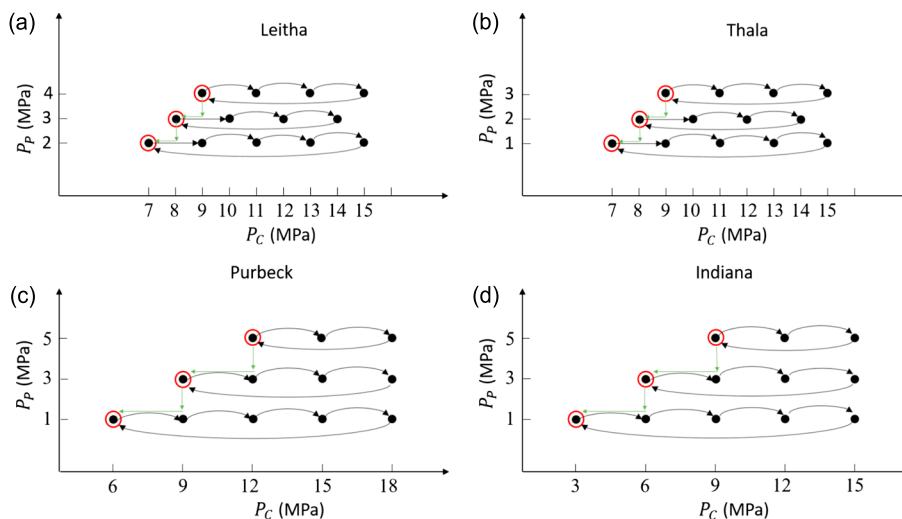 (a)
Leitha
P_P (MPa)
4
3
2
7 8 9 10 11 12 13 14 15
P_C (MPa)
(b)
Thala
P_P (MPa)
3
2
1
7 8 9 10 11 12 13 14 15
P_C (MPa)
(c)
Purbeck
P_P (MPa)
5
3
1
6 9 12 15 18
P_C (MPa)
(d)
Indiana
P_P (MPa)
5
3
1
3 6 9 12 15
P_C (MPa)